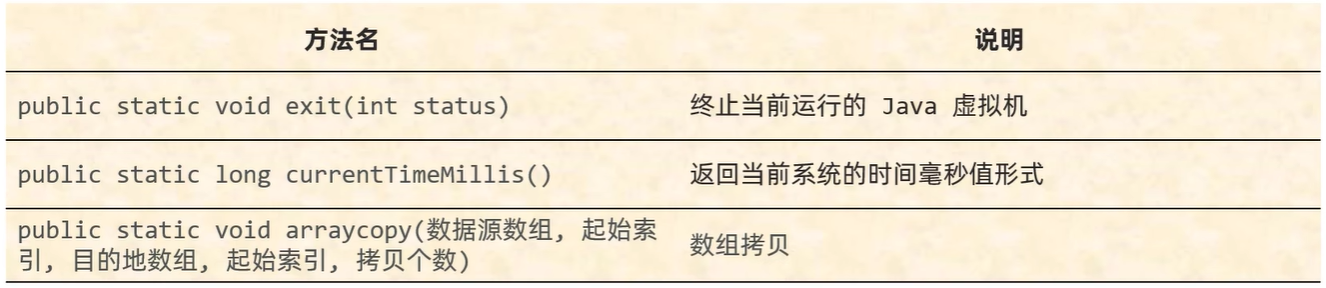 方法名 说明
public static void exit(int status) 终止当前运行的 Java 虚拟机
public static long currentTimeMillis() 返回当前系统的时间毫秒值形式
public static void arraycopy(数据源数组, 起始索
引, 目的地数组, 起始索引, 拷贝个数)
数组拷贝